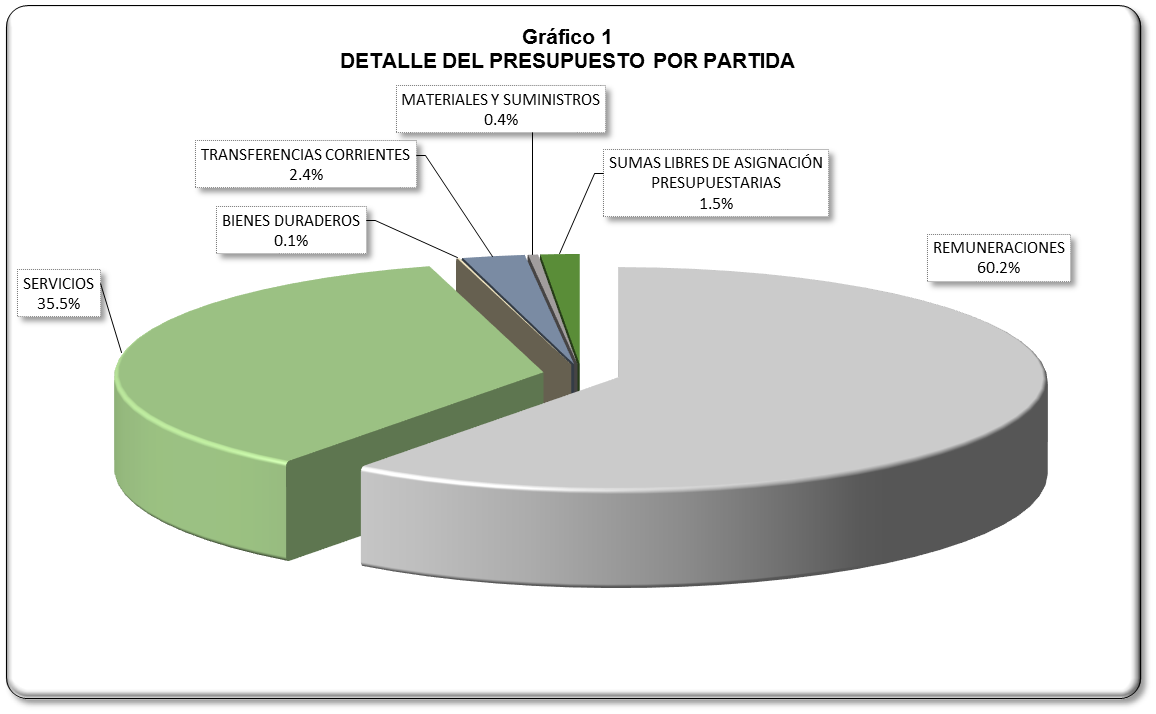 Gráfico 1
DETALLE DEL PRESUPUESTO POR PARTIDA
MATERIALES Y SUMINISTROS
0.4%
TRANSFERENCIAS CORRIENTES
2.4%
SUMAS LIBRES DE ASIGNACIÓN
PRESUPUESTARIAS
1.5%
BIENES DURADEROS
0.1%
REMUNERACIONES
60.2%
SERVICIOS
35.5%